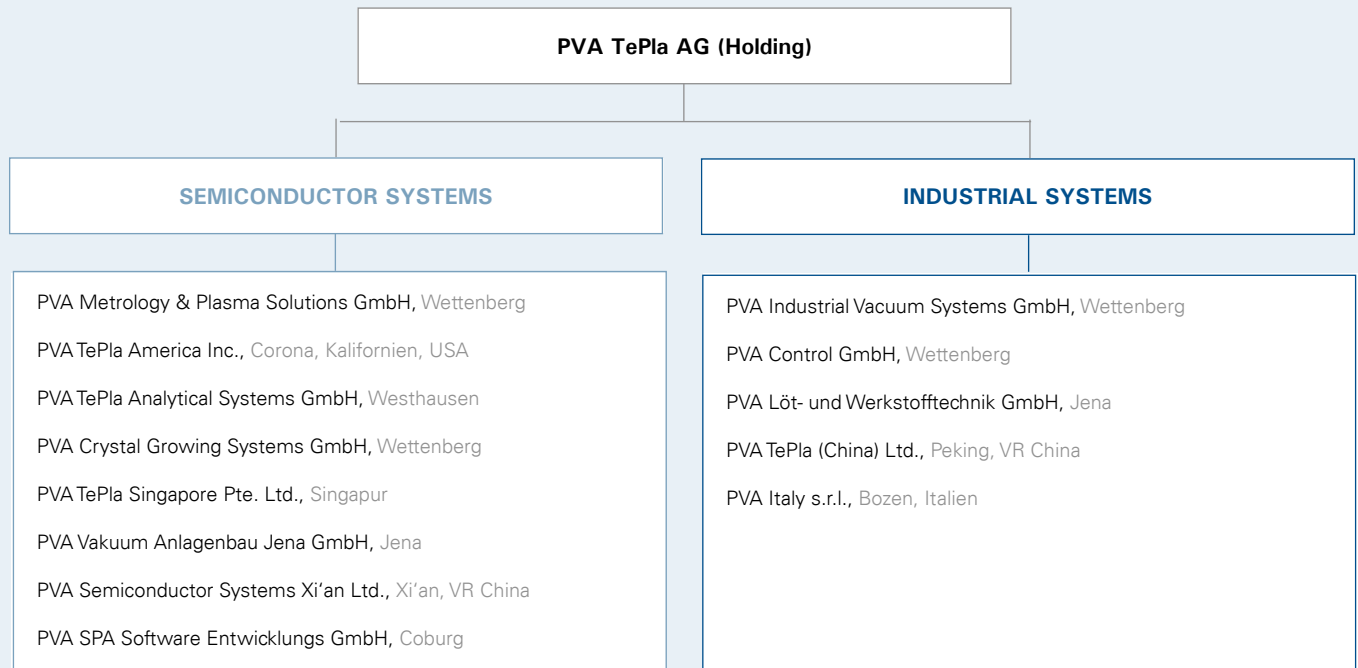 PVA TePla AG (Holding)
SEMICONDUCTOR SYSTEMS
PVA Metrology & Plasma Solutions GmbH, Wettenberg
PVA TePla America Inc., Corona, Kalifornien, USA
PVA TePla Analytical Systems GmbH, Westhausen
PVA Crystal Growing Systems GmbH, Wettenberg
PVA TePla Singapore Pte. Ltd., Singapur
PVA Vakuum Anlagenbau Jena GmbH, Jena
PVA Semiconductor Systems Xi‘an Ltd., Xi‘an, VR China
PVA SPA Software Entwicklungs GmbH, Coburg
INDUSTRIAL SYSTEMS
PVA Industrial Vacuum Systems GmbH, Wettenberg
PVA Control GmbH, Wettenberg
PVA Löt- und Werkstofftechnik GmbH, Jena
PVA TePla (China) Ltd., Peking, VR China
PVA Italy s.r.l., Bozen, Italien